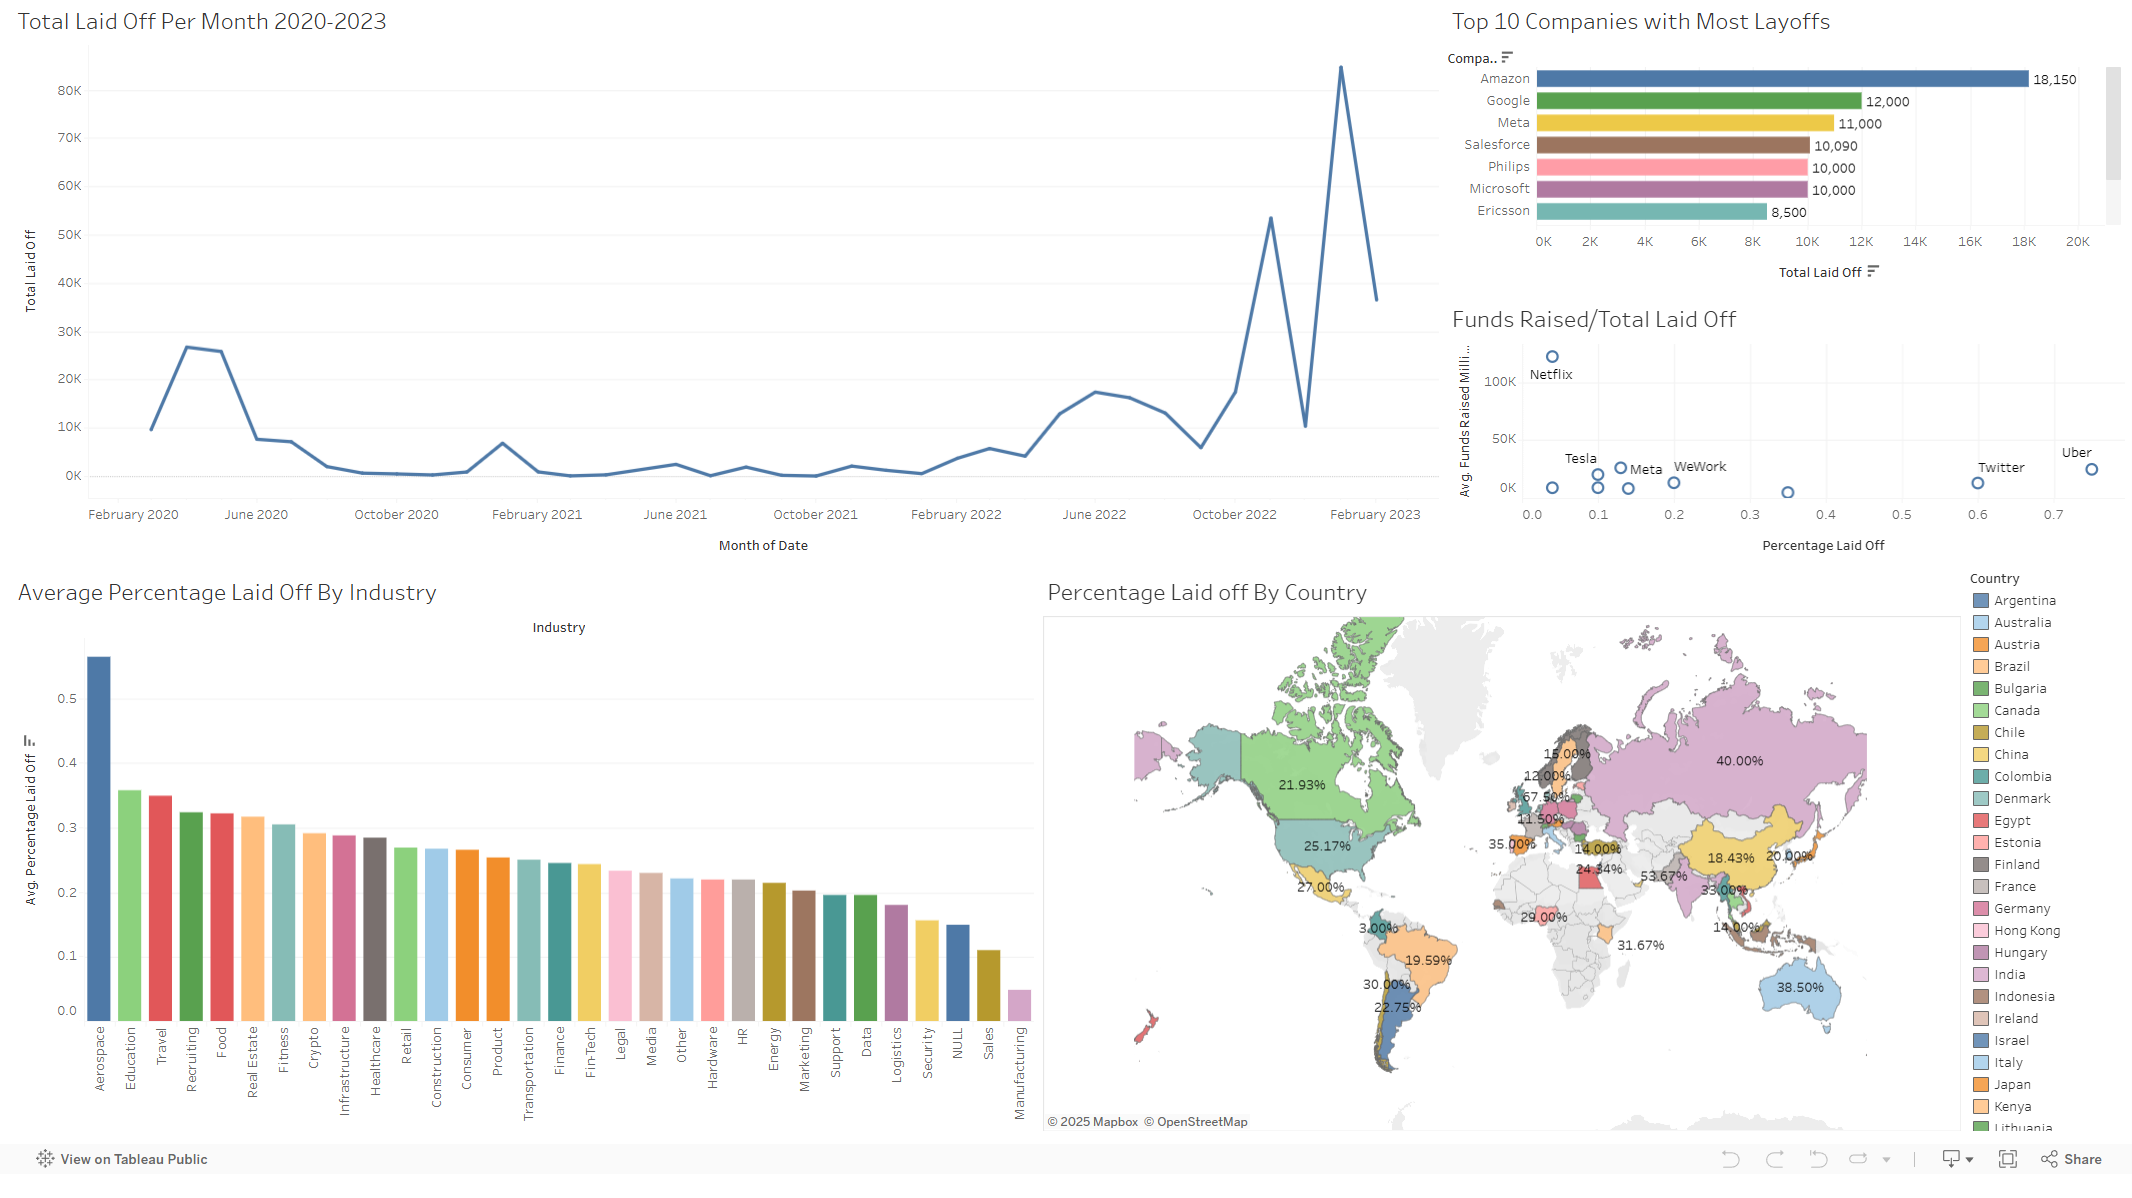 Total Laid Off Per Month 2020-2023
Total Laid Off
80K
70K
60K
50K
40K
30K
20K
10K
0K
February 2020
June 2020
October 2020
February 2021
June 2021
October 2021
February 2022
June 2022
October 2022
February 2023
Month of Date
Top 10 Companies with Most Layoffs
Compa..
Amazon 18,150
Google 12,000
Meta 11,000
Salesforce 10,090
Philips 10,000
Microsoft 10,000
Ericsson 8,500
0K 2K 4K 6K 8K 10K 12K 14K 16K 18K 20K
Total Laid Off
Funds Raised/Total Laid Off
Avg. Funds Raised Milli...
100K
50K
0K
Netflix
Tesla
Meta
WeWork
Twitter
Uber
0.0 0.1 0.2 0.3 0.4 0.5 0.6 0.7
Percentage Laid Off
Average Percentage Laid Off By Industry
Industry
Avg. Percentage Laid Off
0.5
0.4
0.3
0.2
0.1
0.0
Aerospace
Education
Travel
Recruiting
Food
Real Estate
Fitness
Crypto
Infrastructure
Healthcare
Retail
Construction
Consumer
Product
Transportation
Finance
Fin-Tech
Legal
Media
Other
Hardware
HR
Energy
Marketing
Support
Data
Logistics
Security
NULL
Sales
Manufacturing
Percentage Laid off By Country
15.00%
40.00%
12.00%
21.93%
67.50%
11.50%
35.00%
25.17%
14.00%
18.43%
20.00%
24.34%
53.67%
27.00%
33.00%
29.00%
3.00%
14.00%
31.67%
19.59%
30.00%
38.50%
22.75%
© 2025 Mapbox © OpenStreetMap
Country
Argentina
Australia
Austria
Brazil
Bulgaria
Canada
Chile
China
Colombia
Denmark
Egypt
Estonia
Finland
France
Germany
Hong Kong
Hungary
India
Indonesia
Ireland
Israel
Italy
Japan
Kenya
Lithuania
View on Tableau Public
Share